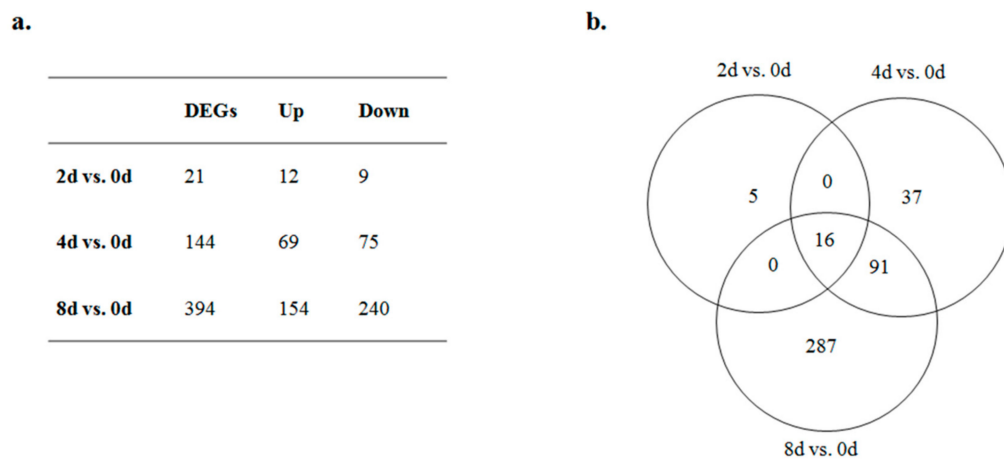 a.
DEGs Up Down
2d vs. 0d 21 12 9
4d vs. 0d 144 69 75
8d vs. 0d 394 154 240
b.
2d vs. 0d
4d vs. 0d
5
0
37
16
0
91
287
8d vs. 0d